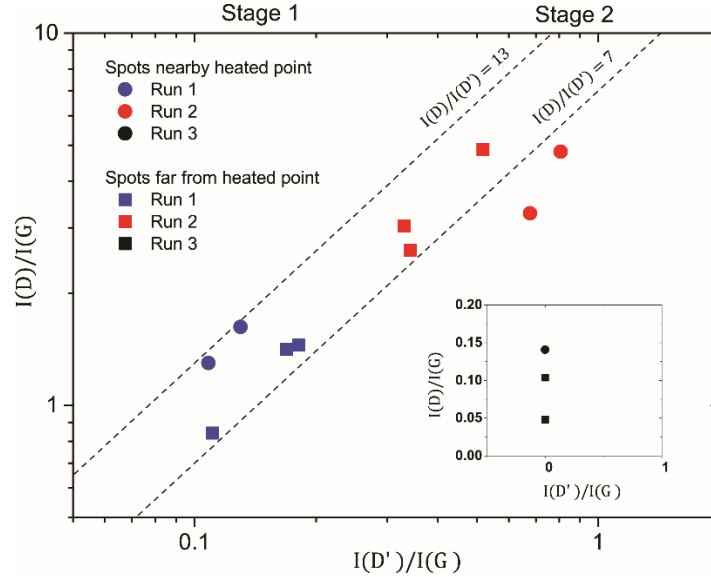 Stage 1
Stage 2
10
1
I(D)/I(G)
Spots nearby heated point
Run 1
Run 2
Run 3
Spots far from heated point
Run 1
Run 2
Run 3
I(D)/I(D') = 13
I(D)/I(D') = 7
0.20
0.15
0.10
0.05
0.00
I(D)/I(G)
0
1
I(D')/I(G)
0.1
1
I(D')/I(G)